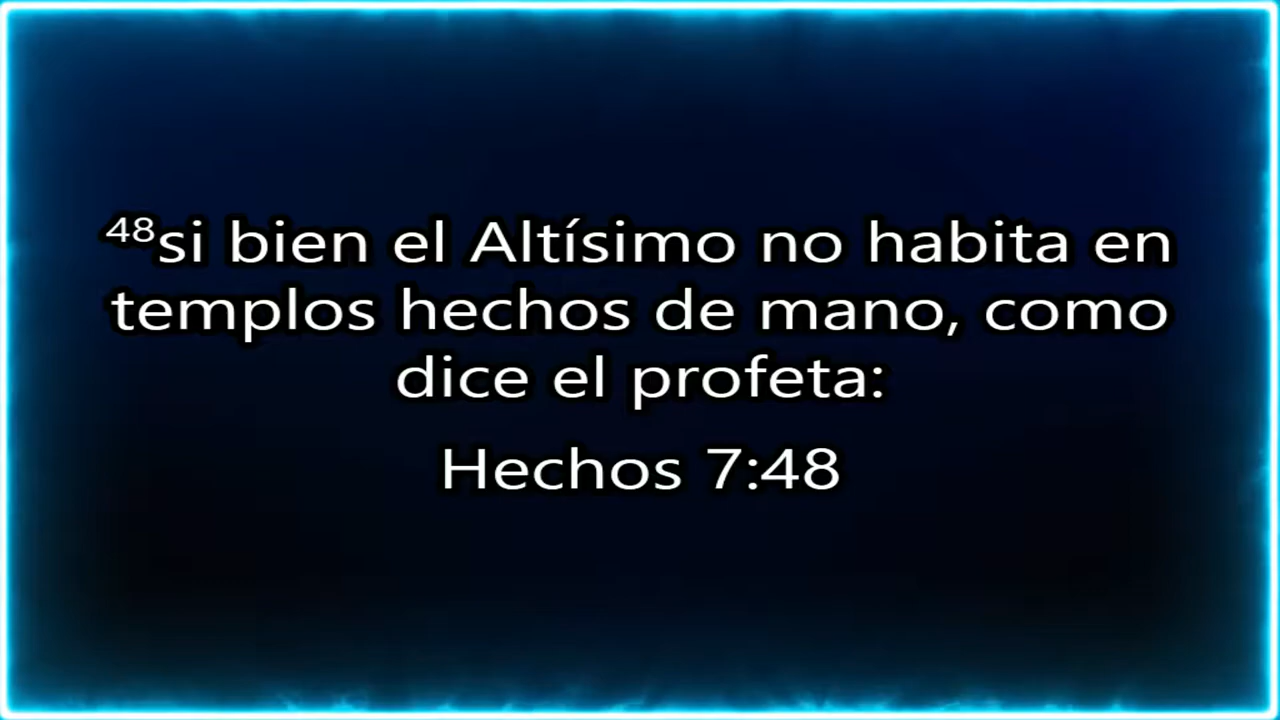 ⁴⁸si bien el Altísimo no habita en
templos hechos de mano, como
dice el profeta:
Hechos 7:48